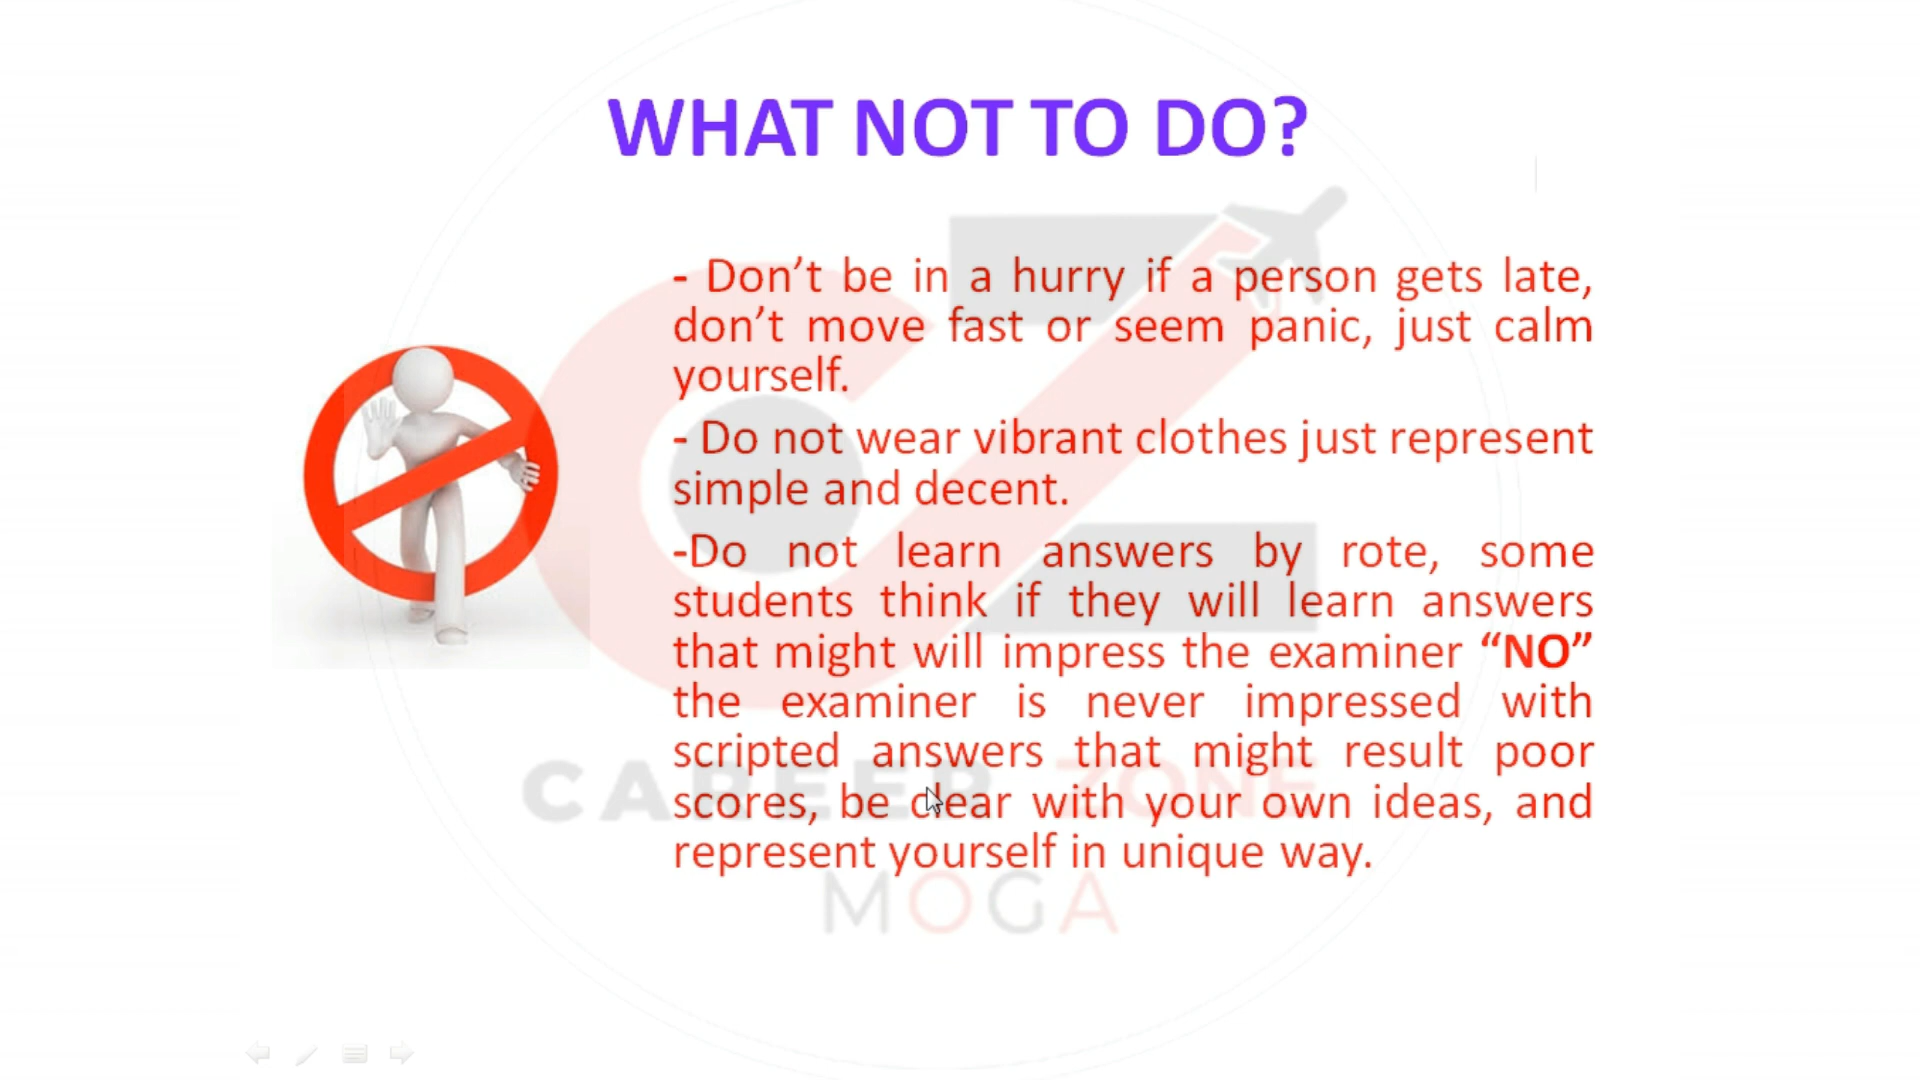 WHAT NOT TO DO?
- Don’t be in a hurry if a person gets late,
don’t move fast or seem panic, just calm
yourself.
- Do not wear vibrant clothes just represent
simple and decent.
-Do not learn answers by rote, some
students think if they will learn answers
that might will impress the examiner “NO”
the examiner is never impressed with
scripted answers that might result poor
scores, be clear with your own ideas, and
represent yourself in unique way.
CAREER ZONE
MOGA